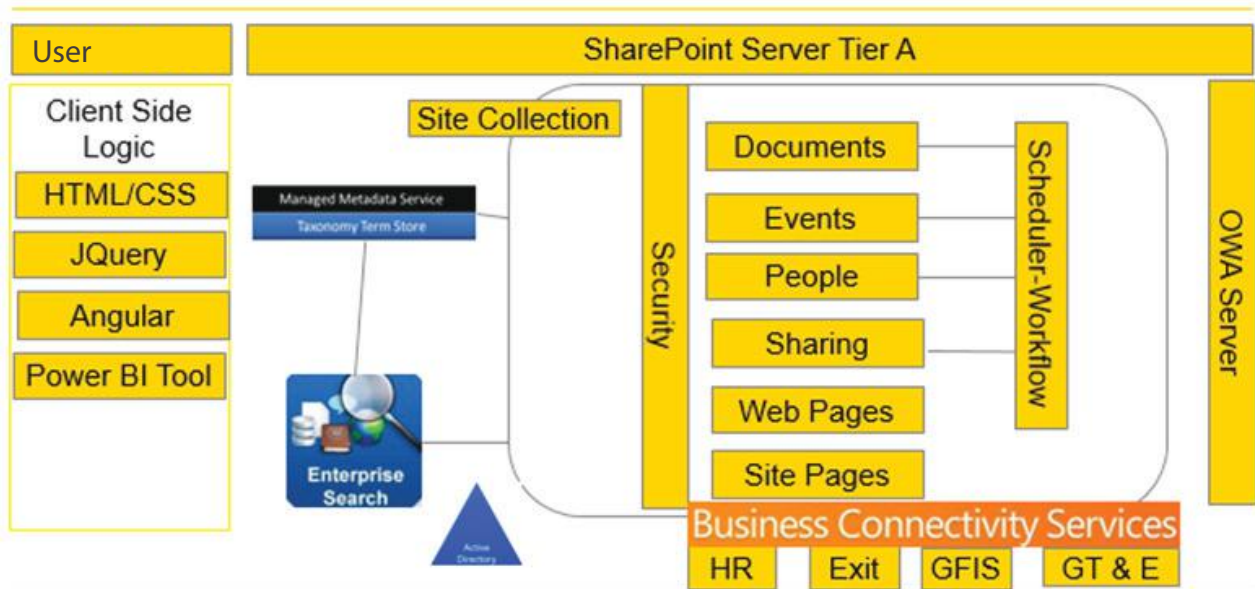 User
SharePoint Server Tier A
Client Side
Logic
HTML/CSS
JQuery
Angular
Power BI Tool
Site Collection
Managed Metadata Service
Taxonomy Term Store
Enterprise
Search
Active
Directory
Security
Documents
Events
People
Sharing
Web Pages
Site Pages
Scheduler-Workflow
OWA Server
Business Connectivity Services
HR
Exit
GFIS
GT & E